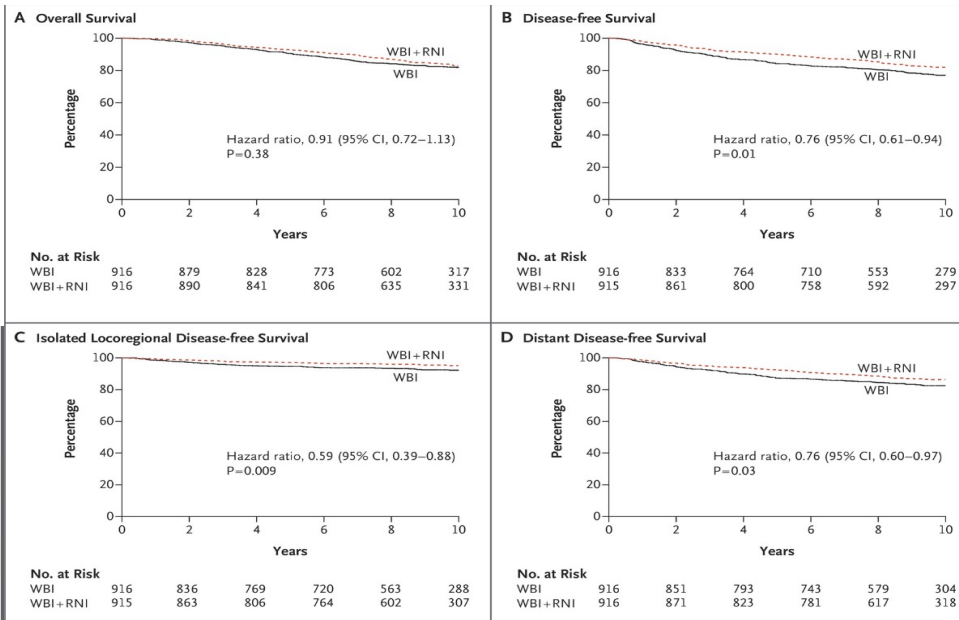 A Overall Survival
100
80
60
40
20
0
Percentage
WBI+RNI
WBI
Hazard ratio, 0.91 (95% CI, 0.72–1.13)
P=0.38
0 2 4 6 8 10
Years
No. at Risk
WBI 916 879 828 773 602 317
WBI+RNI 916 890 841 806 635 331
B Disease-free Survival
100
80
60
40
20
0
Percentage
WBI+RNI
WBI
Hazard ratio, 0.76 (95% CI, 0.61–0.94)
P=0.01
0 2 4 6 8 10
Years
No. at Risk
WBI 916 833 764 710 553 279
WBI+RNI 915 861 800 758 592 297
C Isolated Locoregional Disease-free Survival
100
80
60
40
20
0
Percentage
WBI+RNI
WBI
Hazard ratio, 0.59 (95% CI, 0.39–0.88)
P=0.009
0 2 4 6 8 10
Years
No. at Risk
WBI 916 836 769 720 563 288
WBI+RNI 915 863 806 764 602 307
D Distant Disease-free Survival
100
80
60
40
20
0
Percentage
WBI+RNI
WBI
Hazard ratio, 0.76 (95% CI, 0.60–0.97)
P=0.03
0 2 4 6 8 10
Years
No. at Risk
WBI 916 851 793 743 579 304
WBI+RNI 916 871 823 781 617 318